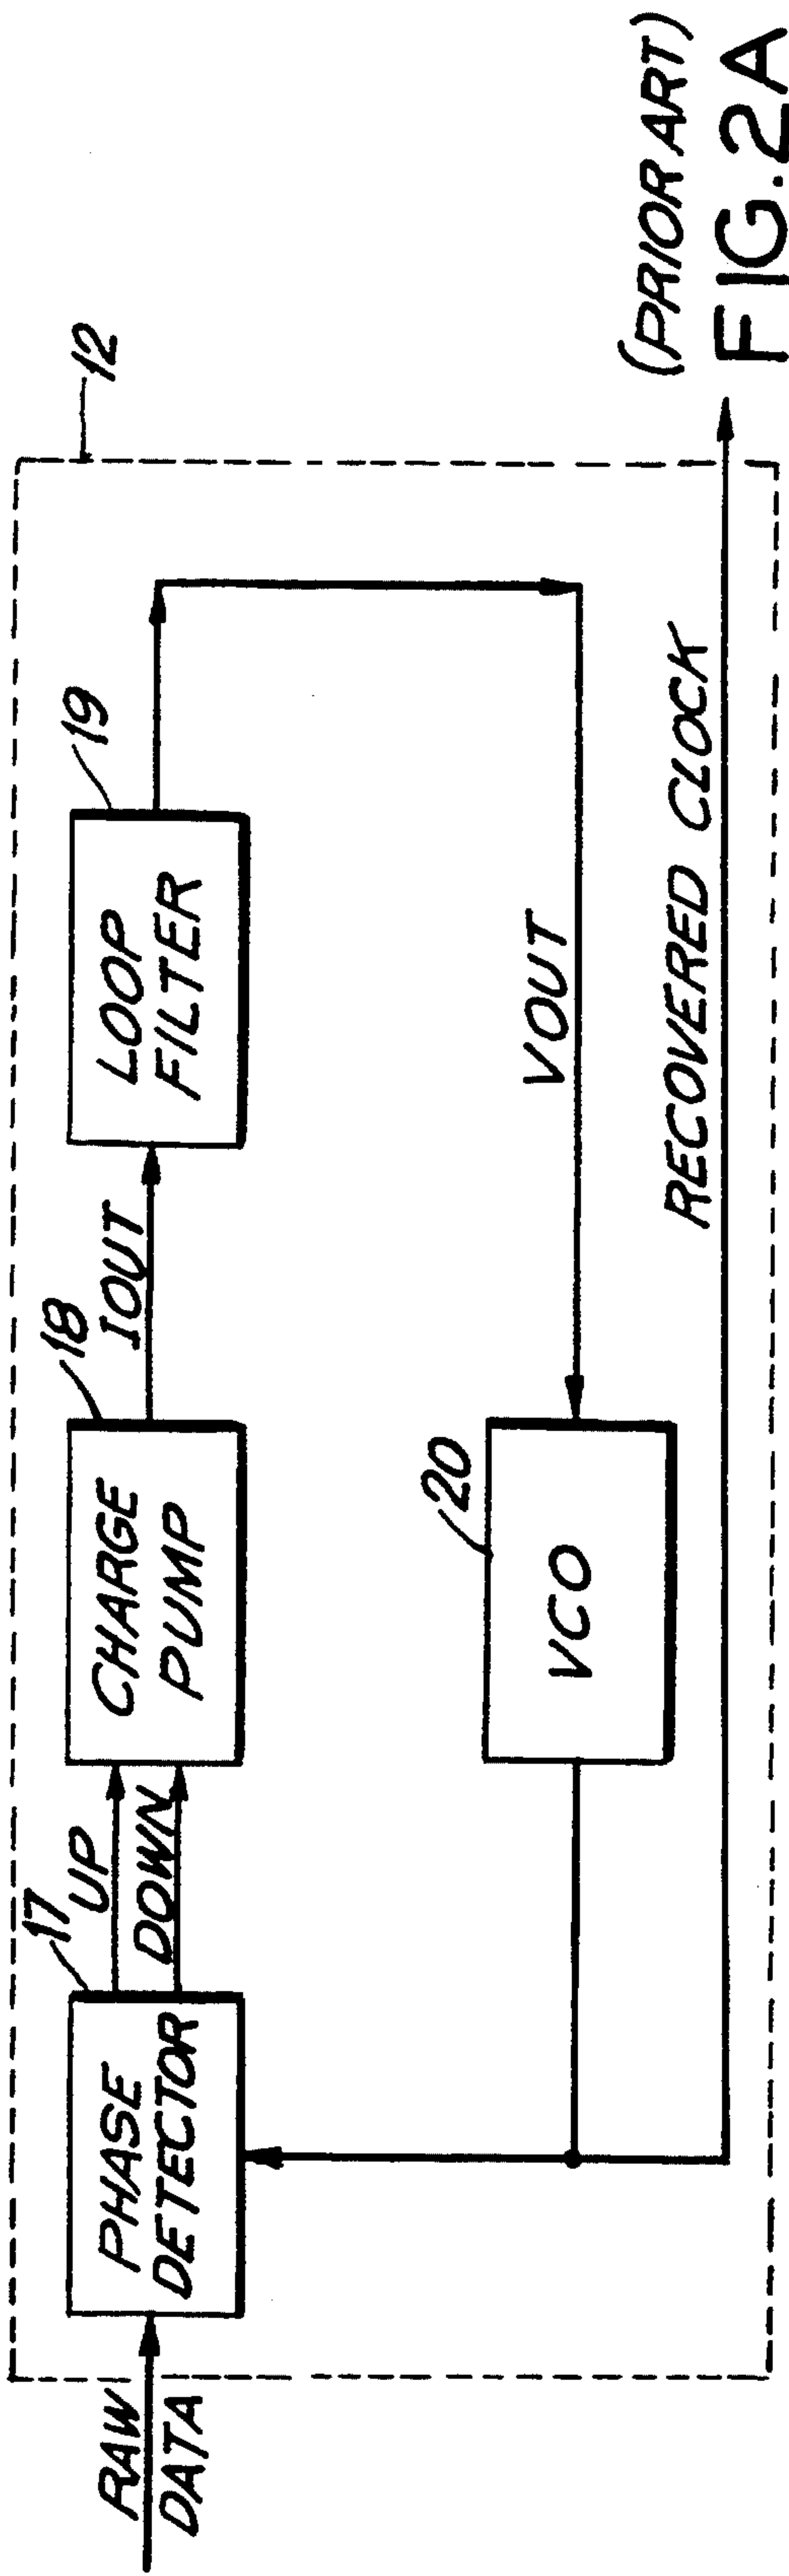 12
RAW
DATA
17
PHASE
DETECTOR
UP
DOWN
18
CHARGE
PUMP
IOUT
19
LOOP
FILTER
20
VCO
VOUT
RECOVERED CLOCK
(PRIOR ART)
FIG. 2A